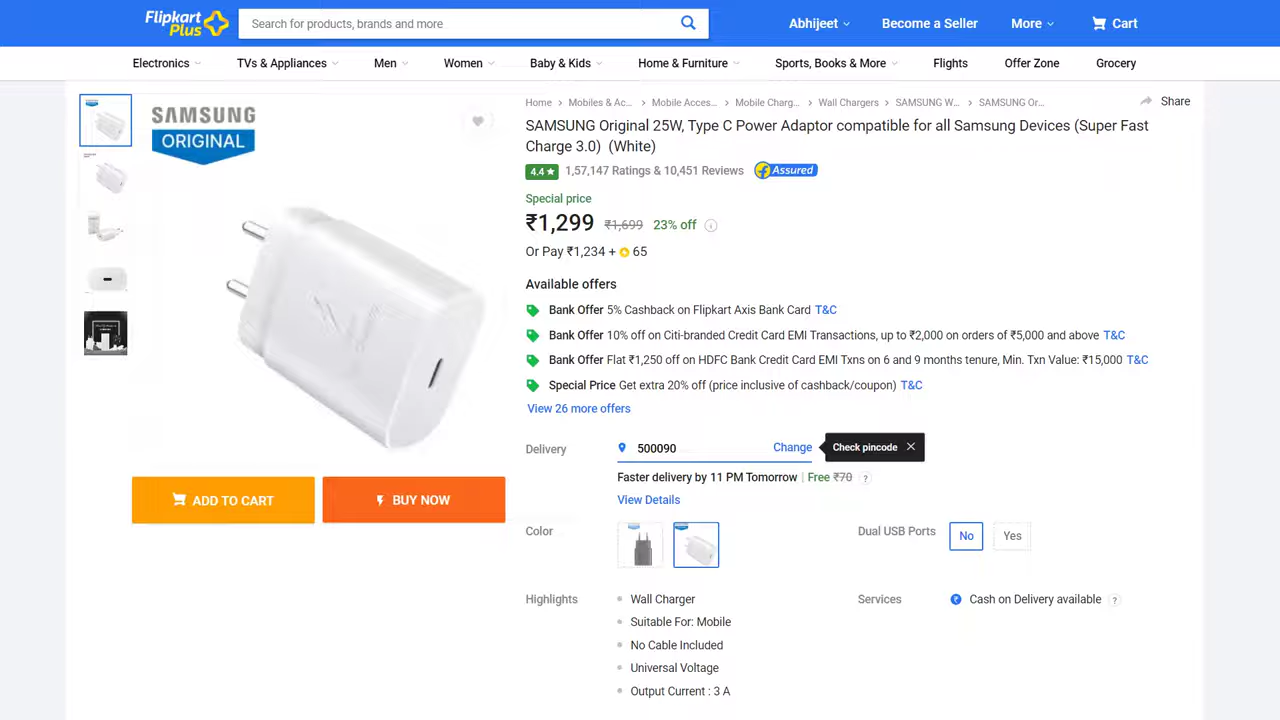 Flipkart
Plus
Search for products, brands and more
Abhijeet
Become a Seller
More
Cart
Electronics
TVs & Appliances
Men
Women
Baby & Kids
Home & Furniture
Sports, Books & More
Flights
Offer Zone
Grocery
SAMSUNG
ORIGINAL
Home
Mobiles & Ac...
Mobile Acces...
Mobile Charg...
Wall Chargers
SAMSUNG W...
SAMSUNG Or...
Share
SAMSUNG Original 25W, Type C Power Adaptor compatible for all Samsung Devices (Super Fast
Charge 3.0) (White)
4.4
1,57,147 Ratings & 10,451 Reviews
Assured
Special price
₹1,299 ₹1,699 23% off
Or Pay ₹1,234 + 65
Available offers
Bank Offer 5% Cashback on Flipkart Axis Bank Card T&C
Bank Offer 10% off on Citi-branded Credit Card EMI Transactions, up to ₹2,000 on orders of ₹5,000 and above T&C
Bank Offer Flat ₹1,250 off on HDFC Bank Credit Card EMI Txns on 6 and 9 months tenure, Min. Txn Value: ₹15,000 T&C
Special Price Get extra 20% off (price inclusive of cashback/coupon) T&C
View 26 more offers
Delivery
500090
Change
Check pincode
Faster delivery by 11 PM Tomorrow | Free ₹70 ?
View Details
ADD TO CART
BUY NOW
Color
Dual USB Ports
No
Yes
Highlights
Wall Charger
Suitable For: Mobile
No Cable Included
Universal Voltage
Output Current : 3 A
Services
₹ Cash on Delivery available ?